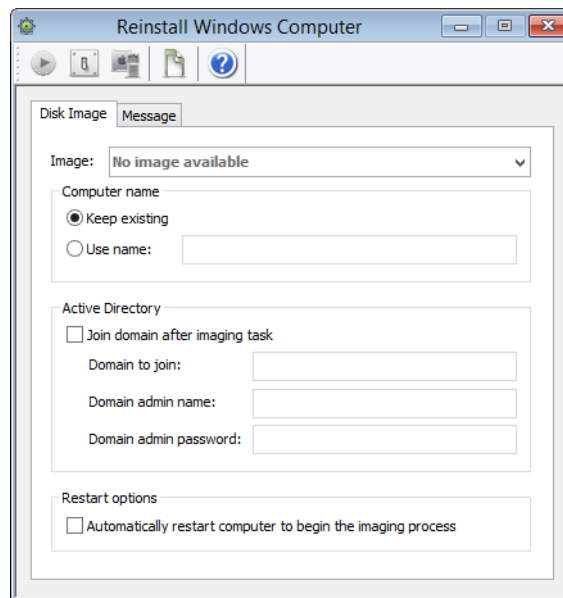 Reinstall Windows Computer
Disk Image Message
Image: No image available
Computer name
Keep existing
Use name:
Active Directory
Join domain after imaging task
Domain to join:
Domain admin name:
Domain admin password:
Restart options
Automatically restart computer to begin the imaging process